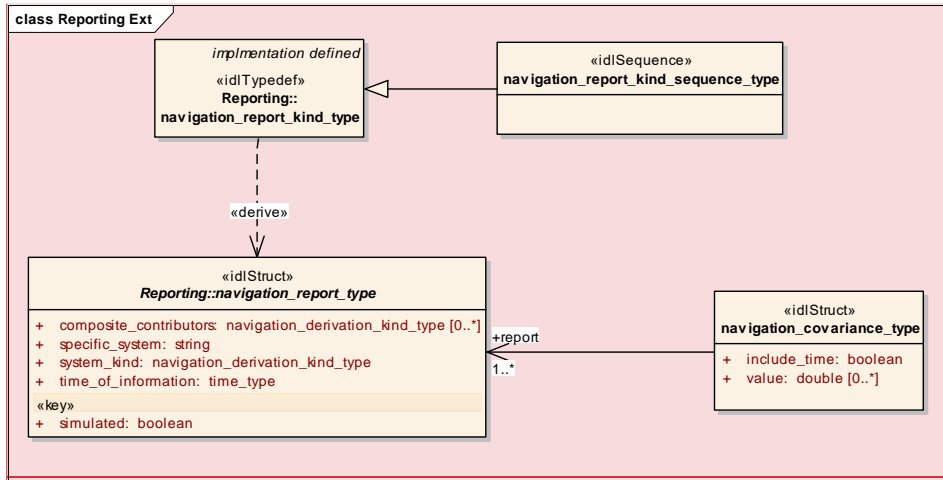 class Reporting Ext
implmentation defined
«idlTypedef»
Reporting::
navigation_report_kind_type
«idlSequence»
navigation_report_kind_sequence_type
«derive»
«idlStruct»
Reporting::navigation_report_type
+ composite_contributors: navigation_derivation_kind_type [0..*]
+ specific_system: string
+ system_kind: navigation_derivation_kind_type
+ time_of_information: time_type
«key»
+ simulated: boolean
+report
1..*
«idlStruct»
navigation_covariance_type
+ include_time: boolean
+ value: double [0..*]